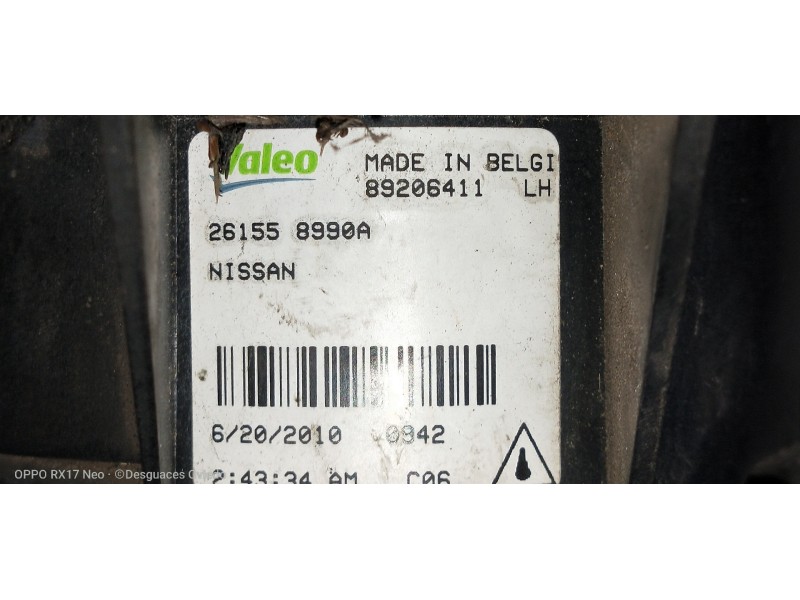 Valeo
MADE IN BELGI
89206411 LH
26155 8990A
NISSAN
6/20/2010 0942
2:43:34 AM C06
OPPO RX17 Neo · ©Desguaces